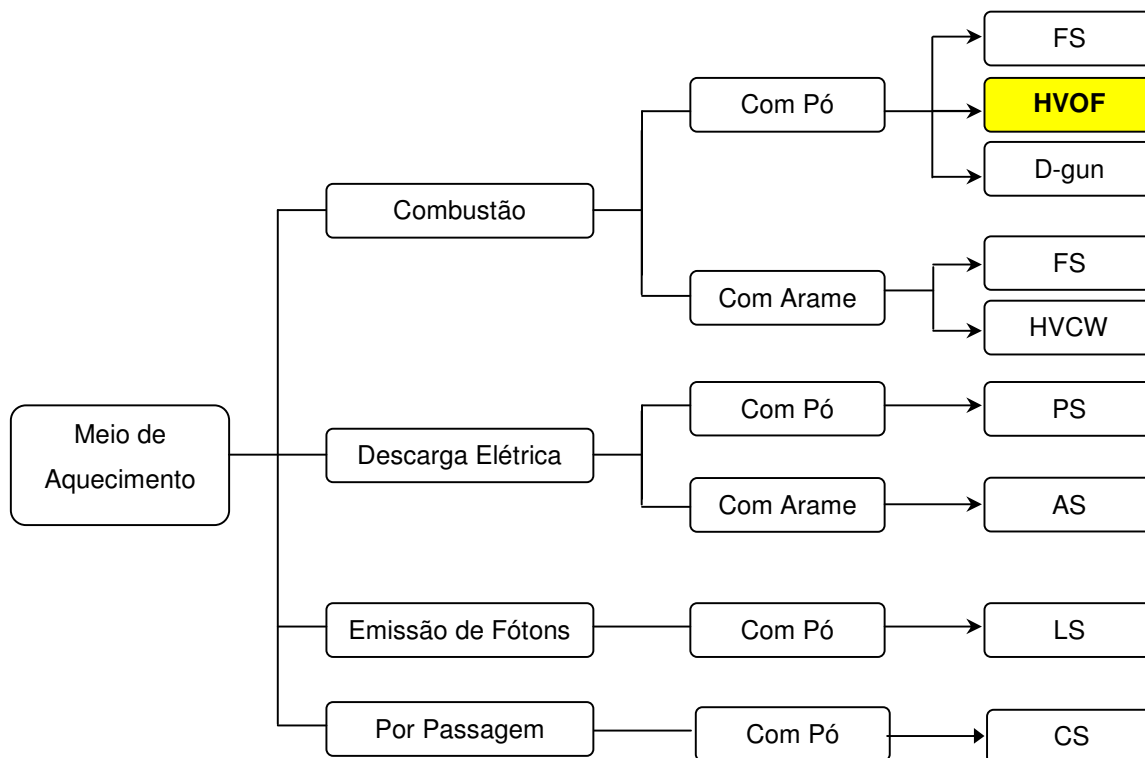 FS
Com Pó
HVOF
D-gun
Combustão
FS
Com Arame
HVCW
Com Pó
PS
Meio de
Aquecimento
Descarga Elétrica
Com Arame
AS
Emissão de Fótons
Com Pó
LS
Por Passagem
Com Pó
CS